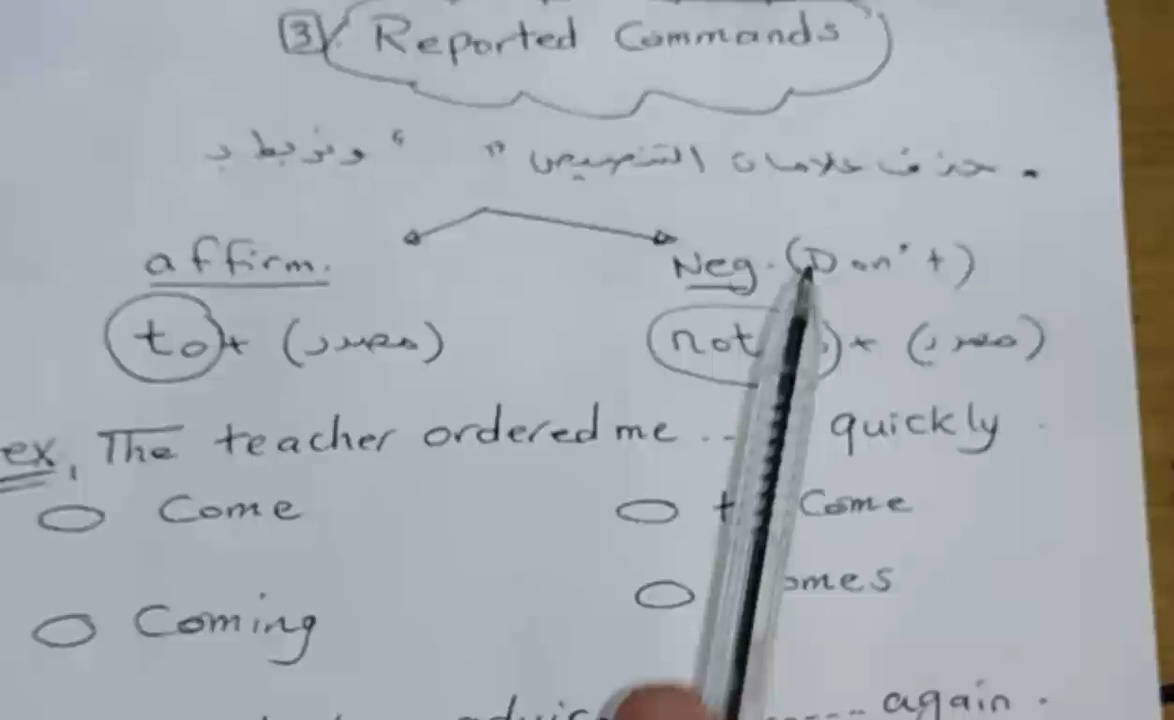 3 Reported Commands
. حذف علامات التنصيص " " ونربط بـ
affirm. Neg. (Don't)
to + (مصدر) not + (مصدر)
ex, The teacher ordered me .... quickly.
Come Come
Coming
again.